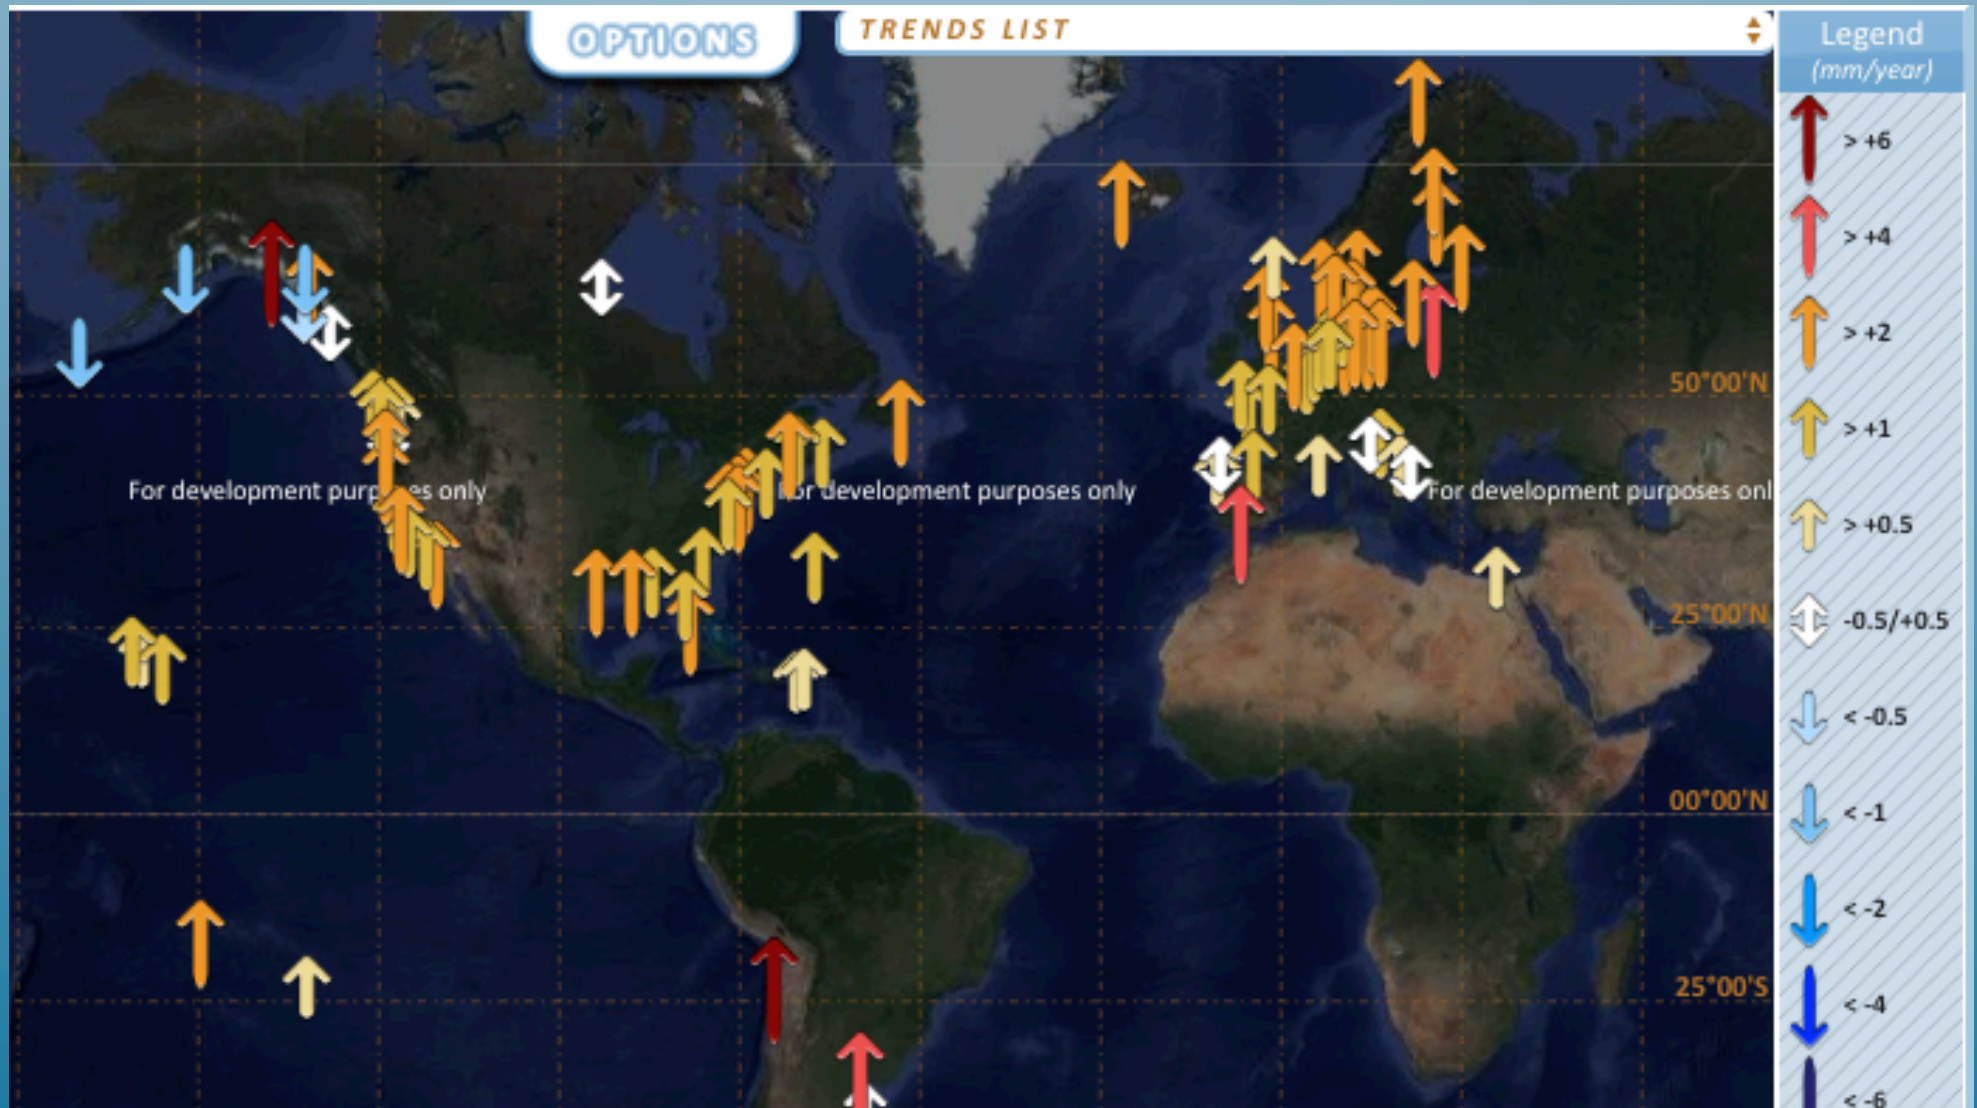 OPTIONS
TRENDS LIST
Legend
(mm/year)
> +6
> +4
> +2
> +1
> +0.5
-0.5/+0.5
< -0.5
< -1
< -2
< -4
< -6
50°00'N
For development purposes only
For development purposes only
For development purposes onl
25°00'N
00°00'N
25°00'S